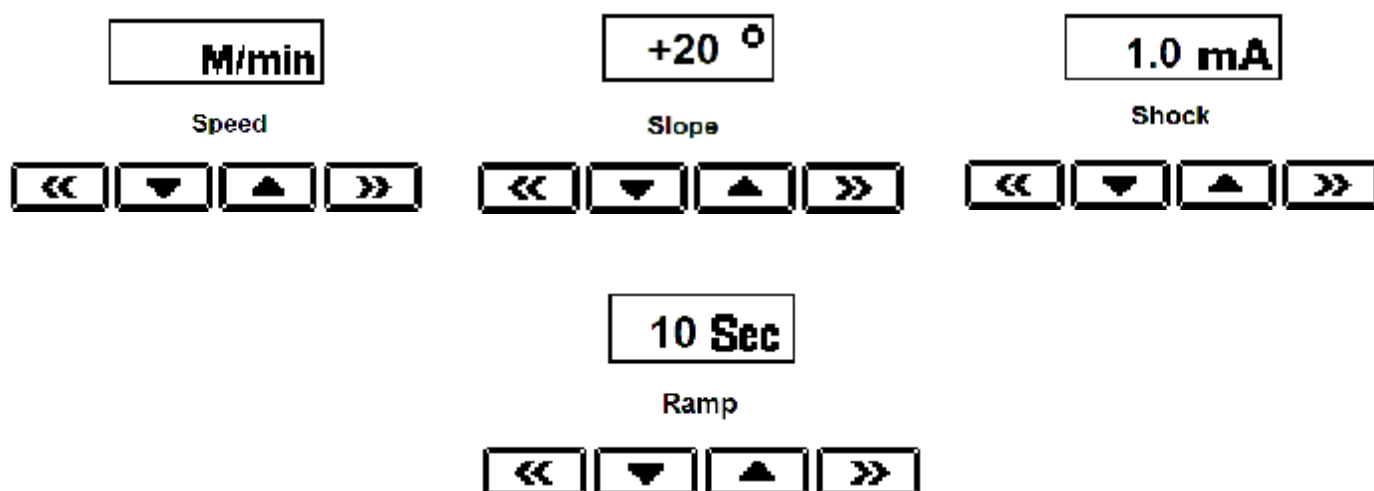 M/min
+20 °
1.0 mA
Speed
Slope
Shock
« ▼ ▲ »
« ▼ ▲ »
« ▼ ▲ »
10 Sec
Ramp
« ▼ ▲ »